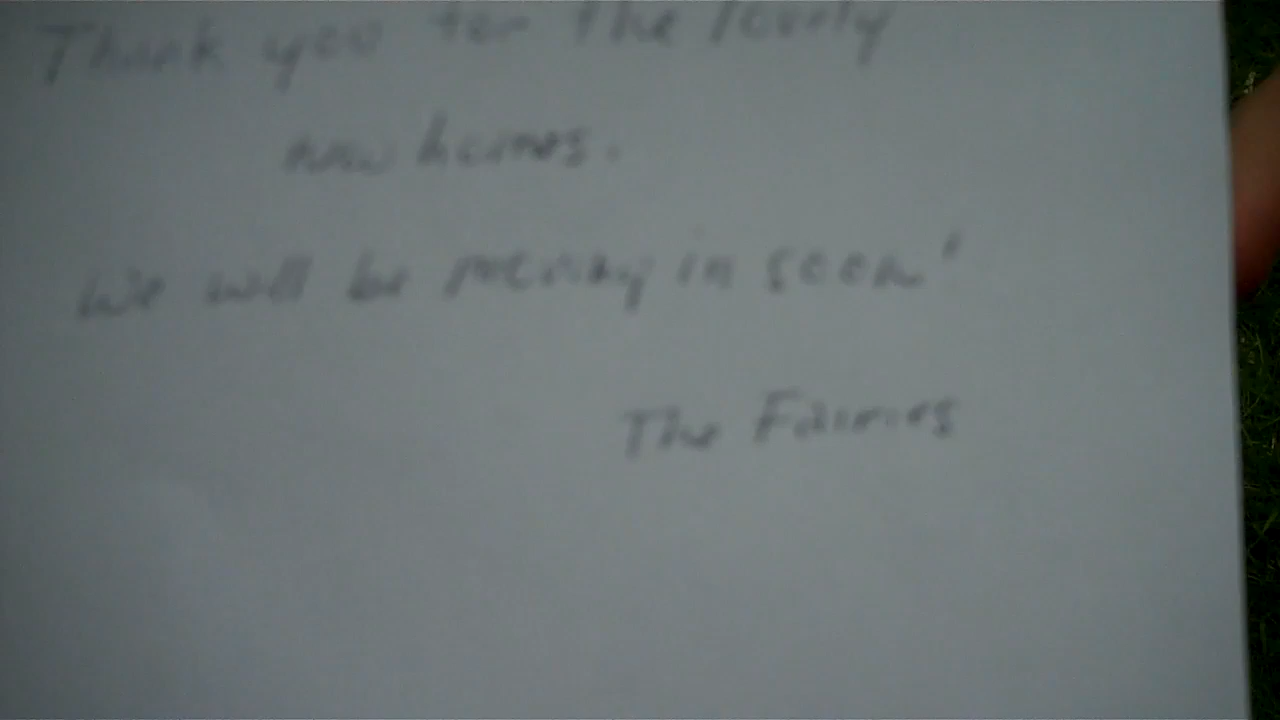 Thank you for the lovely
new homes.
We will be moving in soon!
The Fairies